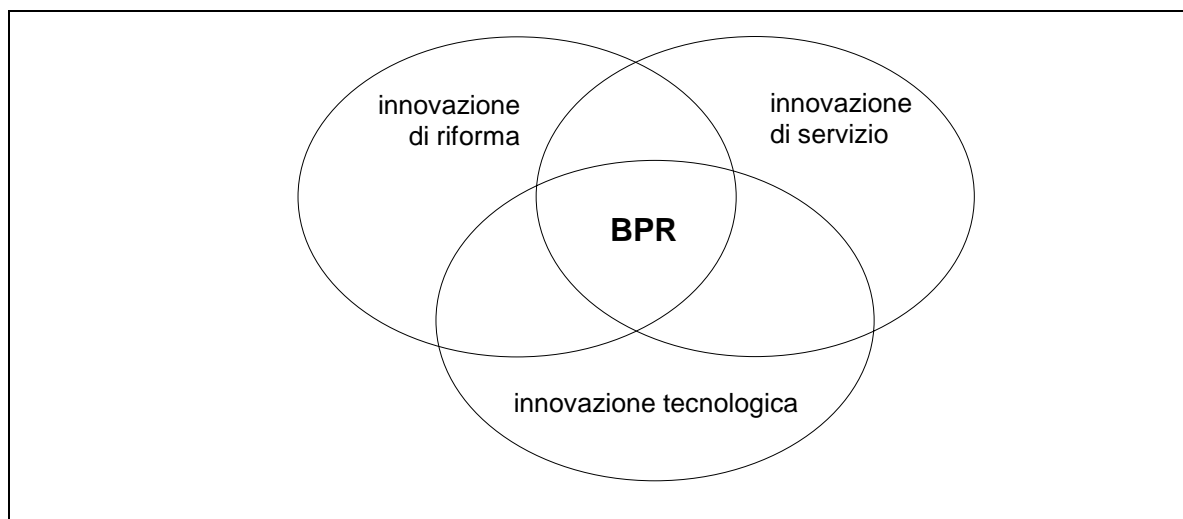 innovazione
di riforma
innovazione
di servizio
BPR
innovazione tecnologica